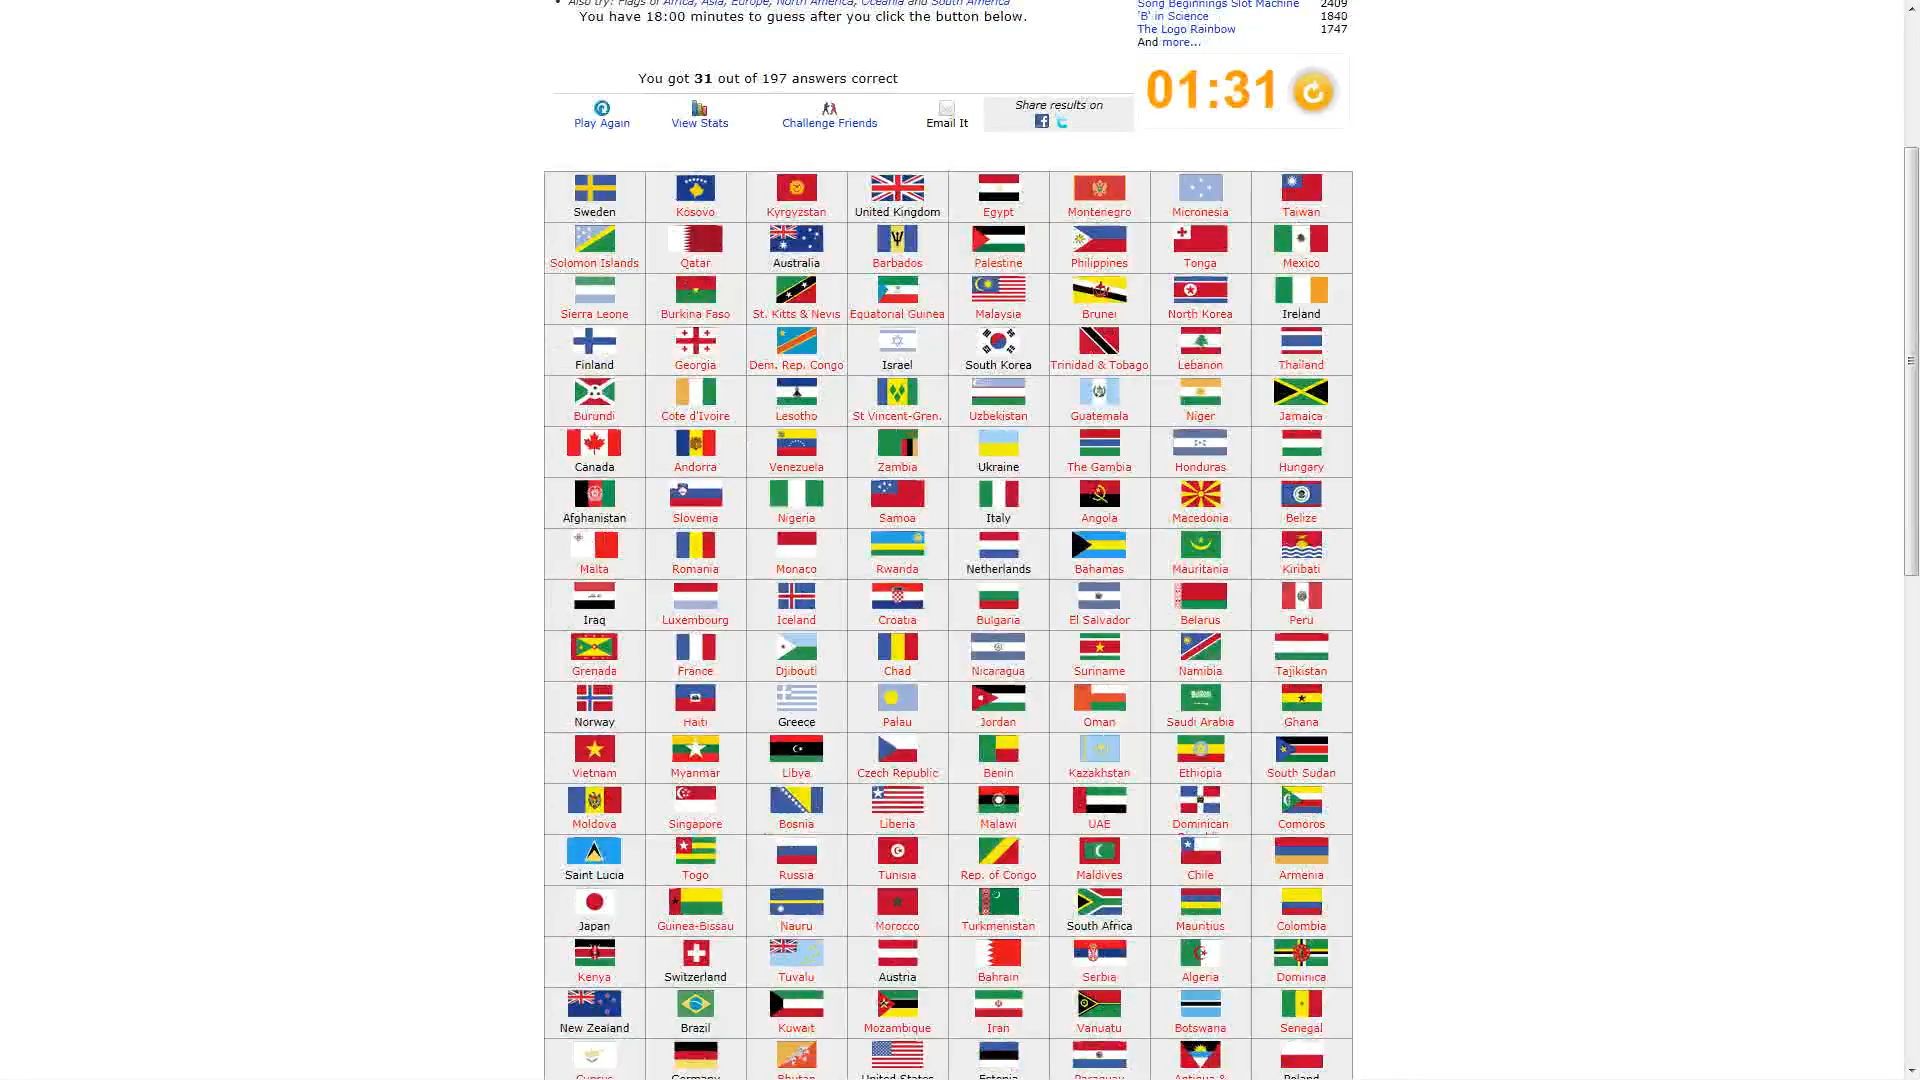 Also try: Flags of Africa, Asia, Europe, North America, Oceania and South America
You have 18:00 minutes to guess after you click the button below.
Song Beginnings Slot Machine 2409
'B' in Science 1840
The Logo Rainbow 1747
And more...
You got 31 out of 197 answers correct
01:31
Play Again View Stats Challenge Friends Email It Share results on
Sweden Kosovo Kyrgyzstan United Kingdom Egypt Montenegro Micronesia Taiwan
Solomon Islands Qatar Australia Barbados Palestine Philippines Tonga Mexico
Sierra Leone Burkina Faso St. Kitts & Nevis Equatorial Guinea Malaysia Brunei North Korea Ireland
Finland Georgia Dem. Rep. Congo Israel South Korea Trinidad & Tobago Lebanon Thailand
Burundi Cote d'Ivoire Lesotho St Vincent-Gren. Uzbekistan Guatemala Niger Jamaica
Canada Andorra Venezuela Zambia Ukraine The Gambia Honduras Hungary
Afghanistan Slovenia Nigeria Samoa Italy Angola Macedonia Belize
Malta Romania Monaco Rwanda Netherlands Bahamas Mauritania Kiribati
Iraq Luxembourg Iceland Croatia Bulgaria El Salvador Belarus Peru
Grenada France Djibouti Chad Nicaragua Suriname Namibia Tajikistan
Norway Haiti Greece Palau Jordan Oman Saudi Arabia Ghana
Vietnam Myanmar Libya Czech Republic Benin Kazakhstan Ethiopia South Sudan
Moldova Singapore Bosnia Liberia Malawi UAE Dominican Comoros
Saint Lucia Togo Russia Tunisia Rep. of Congo Maldives Chile Armenia
Japan Guinea-Bissau Nauru Morocco Turkmenistan South Africa Mauritius Colombia
Kenya Switzerland Tuvalu Austria Bahrain Serbia Algeria Dominica
New Zealand Brazil Kuwait Mozambique Iran Vanuatu Botswana Senegal
Cyprus Germany Bhutan United States Estonia Paraguay Antigua & Poland